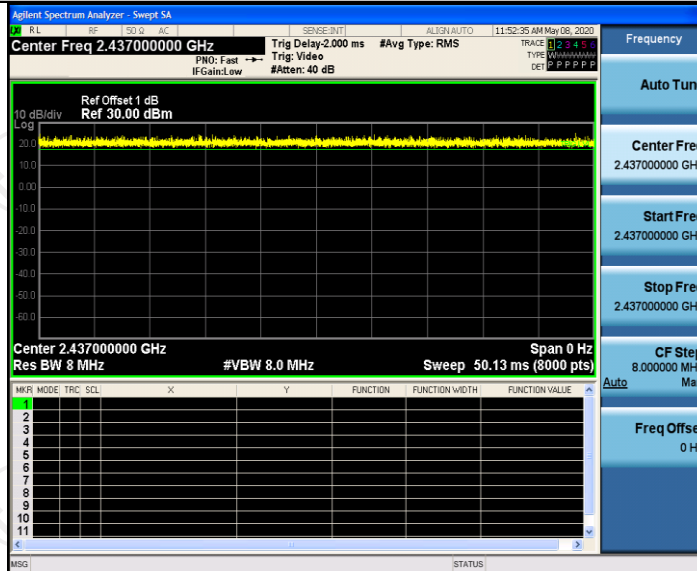 Agilent Spectrum Analyzer - Swept SA
RL RF 50 Ω AC SENSE:INT ALIGN AUTO 11:52:35 AM May 08, 2020
Center Freq 2.437000000 GHz
Trig Delay-2.000 ms #Avg Type: RMS
TRACE 1 2 3 4 5 6
PNO: Fast Trig: Video
TYPE WWWWWW
IFGain:Low #Atten: 40 dB
DET P P P P P P
Ref Offset 1 dB
10 dB/div Ref 30.00 dBm
Log
20.0
10.0
0.00
-10.0
-20.0
-30.0
-40.0
-50.0
-60.0
Center 2.437000000 GHz Span 0 Hz
Res BW 8 MHz #VBW 8.0 MHz Sweep 50.13 ms (8000 pts)
MKR MODE TRC SCL X Y FUNCTION FUNCTION WIDTH FUNCTION VALUE
1
2
3
4
5
6
7
8
9
10
11
MSG STATUS
Frequency
Auto Tun
Center Fre
2.437000000 GH
Start Fre
2.437000000 GH
Stop Fre
2.437000000 GH
CF Ste
8.000000 MH
Auto Ma
Freq Offse
0 H